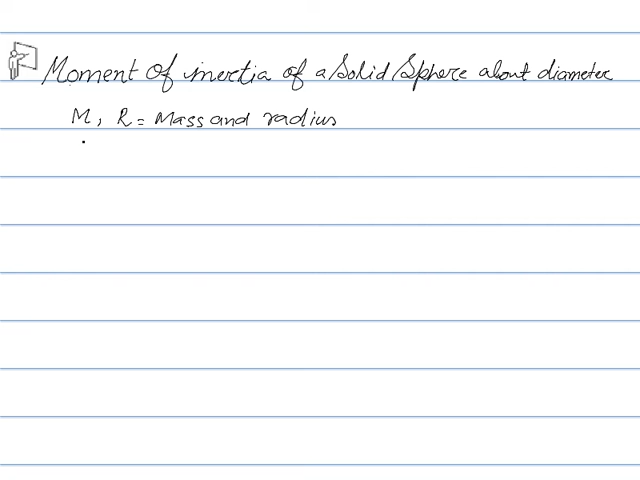 Moment Of inertia of a Solid Sphere about diameter
M, R = Mass and radius